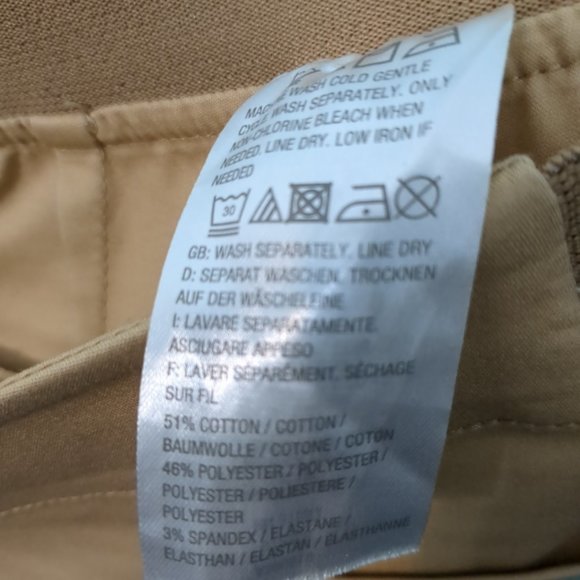 MACHINE WASH COLD GENTLE
CYCLE WASH SEPARATELY. ONLY
NON-CHLORINE BLEACH WHEN
NEEDED. LINE DRY. LOW IRON IF
NEEDED
30
GB: WASH SEPARATELY. LINE DRY
D: SEPARAT WASCHEN. TROCKNEN
AUF DER WÄSCHELEINE
I: LAVARE SEPARATAMENTE.
ASCIUGARE APPESO
F: LAVER SÉPARÉMENT. SÉCHAGE
SUR FIL
51% COTTON / COTTON /
BAUMWOLLE / COTONE / COTON
46% POLYESTER / POLYESTER /
POLYESTER / POLIESTERE /
POLYESTER
3% SPANDEX / ELASTANE /
ELASTHAN / ELASTAN / ELASTHANNE